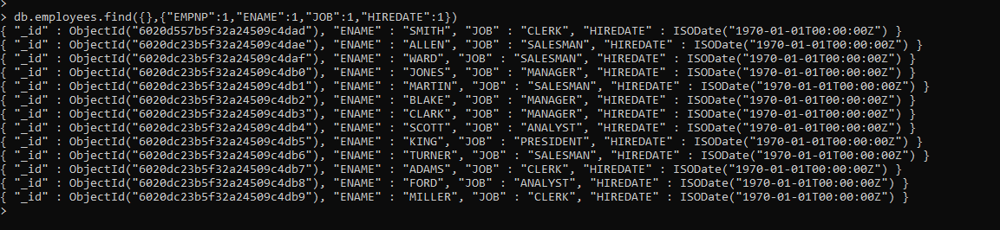 >
> db.employees.find({},{"EMPNP":1,"ENAME":1,"JOB":1,"HIREDATE":1})
{ "_id" : ObjectId("6020d557b5f32a24509c4dad"), "ENAME" : "SMITH", "JOB" : "CLERK", "HIREDATE" : ISODate("1970-01-01T00:00:00Z") }
{ "_id" : ObjectId("6020dc23b5f32a24509c4dae"), "ENAME" : "ALLEN", "JOB" : "SALESMAN", "HIREDATE" : ISODate("1970-01-01T00:00:00Z") }
{ "_id" : ObjectId("6020dc23b5f32a24509c4daf"), "ENAME" : "WARD", "JOB" : "SALESMAN", "HIREDATE" : ISODate("1970-01-01T00:00:00Z") }
{ "_id" : ObjectId("6020dc23b5f32a24509c4db0"), "ENAME" : "JONES", "JOB" : "MANAGER", "HIREDATE" : ISODate("1970-01-01T00:00:00Z") }
{ "_id" : ObjectId("6020dc23b5f32a24509c4db1"), "ENAME" : "MARTIN", "JOB" : "SALESMAN", "HIREDATE" : ISODate("1970-01-01T00:00:00Z") }
{ "_id" : ObjectId("6020dc23b5f32a24509c4db2"), "ENAME" : "BLAKE", "JOB" : "MANAGER", "HIREDATE" : ISODate("1970-01-01T00:00:00Z") }
{ "_id" : ObjectId("6020dc23b5f32a24509c4db3"), "ENAME" : "CLARK", "JOB" : "MANAGER", "HIREDATE" : ISODate("1970-01-01T00:00:00Z") }
{ "_id" : ObjectId("6020dc23b5f32a24509c4db4"), "ENAME" : "SCOTT", "JOB" : "ANALYST", "HIREDATE" : ISODate("1970-01-01T00:00:00Z") }
{ "_id" : ObjectId("6020dc23b5f32a24509c4db5"), "ENAME" : "KING", "JOB" : "PRESIDENT", "HIREDATE" : ISODate("1970-01-01T00:00:00Z") }
{ "_id" : ObjectId("6020dc23b5f32a24509c4db6"), "ENAME" : "TURNER", "JOB" : "SALESMAN", "HIREDATE" : ISODate("1970-01-01T00:00:00Z") }
{ "_id" : ObjectId("6020dc23b5f32a24509c4db7"), "ENAME" : "ADAMS", "JOB" : "CLERK", "HIREDATE" : ISODate("1970-01-01T00:00:00Z") }
{ "_id" : ObjectId("6020dc23b5f32a24509c4db8"), "ENAME" : "FORD", "JOB" : "ANALYST", "HIREDATE" : ISODate("1970-01-01T00:00:00Z") }
{ "_id" : ObjectId("6020dc23b5f32a24509c4db9"), "ENAME" : "MILLER", "JOB" : "CLERK", "HIREDATE" : ISODate("1970-01-01T00:00:00Z") }
>